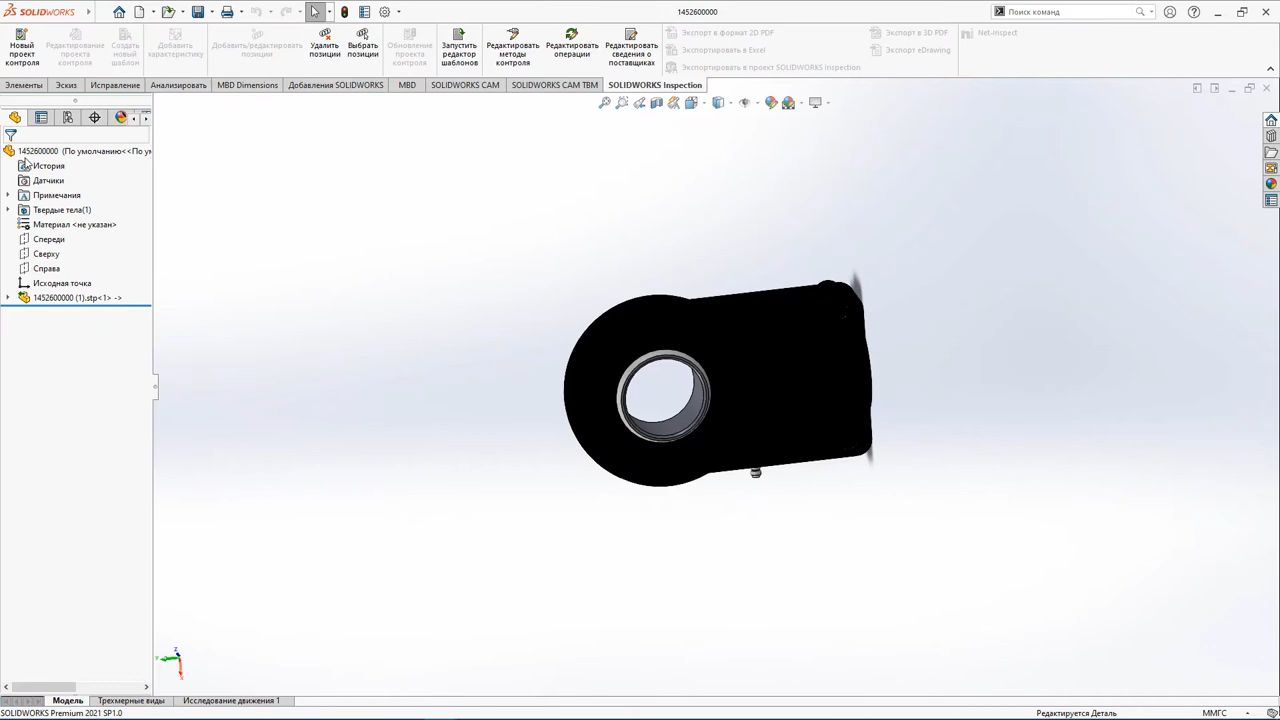 SOLIDWORKS
1452600000
Поиск команд
Новый проект контроля
Редактирование проекта контроля
Создать новый шаблон
Добавить характеристику
Добавить/редактировать позиции
Удалить позиции
Выбрать позиции
Обновление проекта контроля
Запустить редактор шаблонов
Редактировать методы контроля
Редактировать операции
Редактировать сведения о поставщиках
Экспорт в формат 2D PDF
Экспорт в 3D PDF
Net-Inspect
Экспортировать в Excel
Экспорт eDrawing
Экспортировать в проект SOLIDWORKS Inspection
Элементы
Эскиз
Исправление
Анализировать
MBD Dimensions
Добавления SOLIDWORKS
MBD
SOLIDWORKS CAM
SOLIDWORKS CAM TBM
SOLIDWORKS Inspection
1452600000 (По умолчанию<<По ум
История
Датчики
Примечания
Твердые тела(1)
Материал <не указан>
Спереди
Сверху
Справа
Исходная точка
1452600000 (1).stp<1> ->
Z
Y
X
Модель
Трехмерные виды
Исследование движения 1
SOLIDWORKS Premium 2021 SP1.0
Редактируется Деталь
ММГС